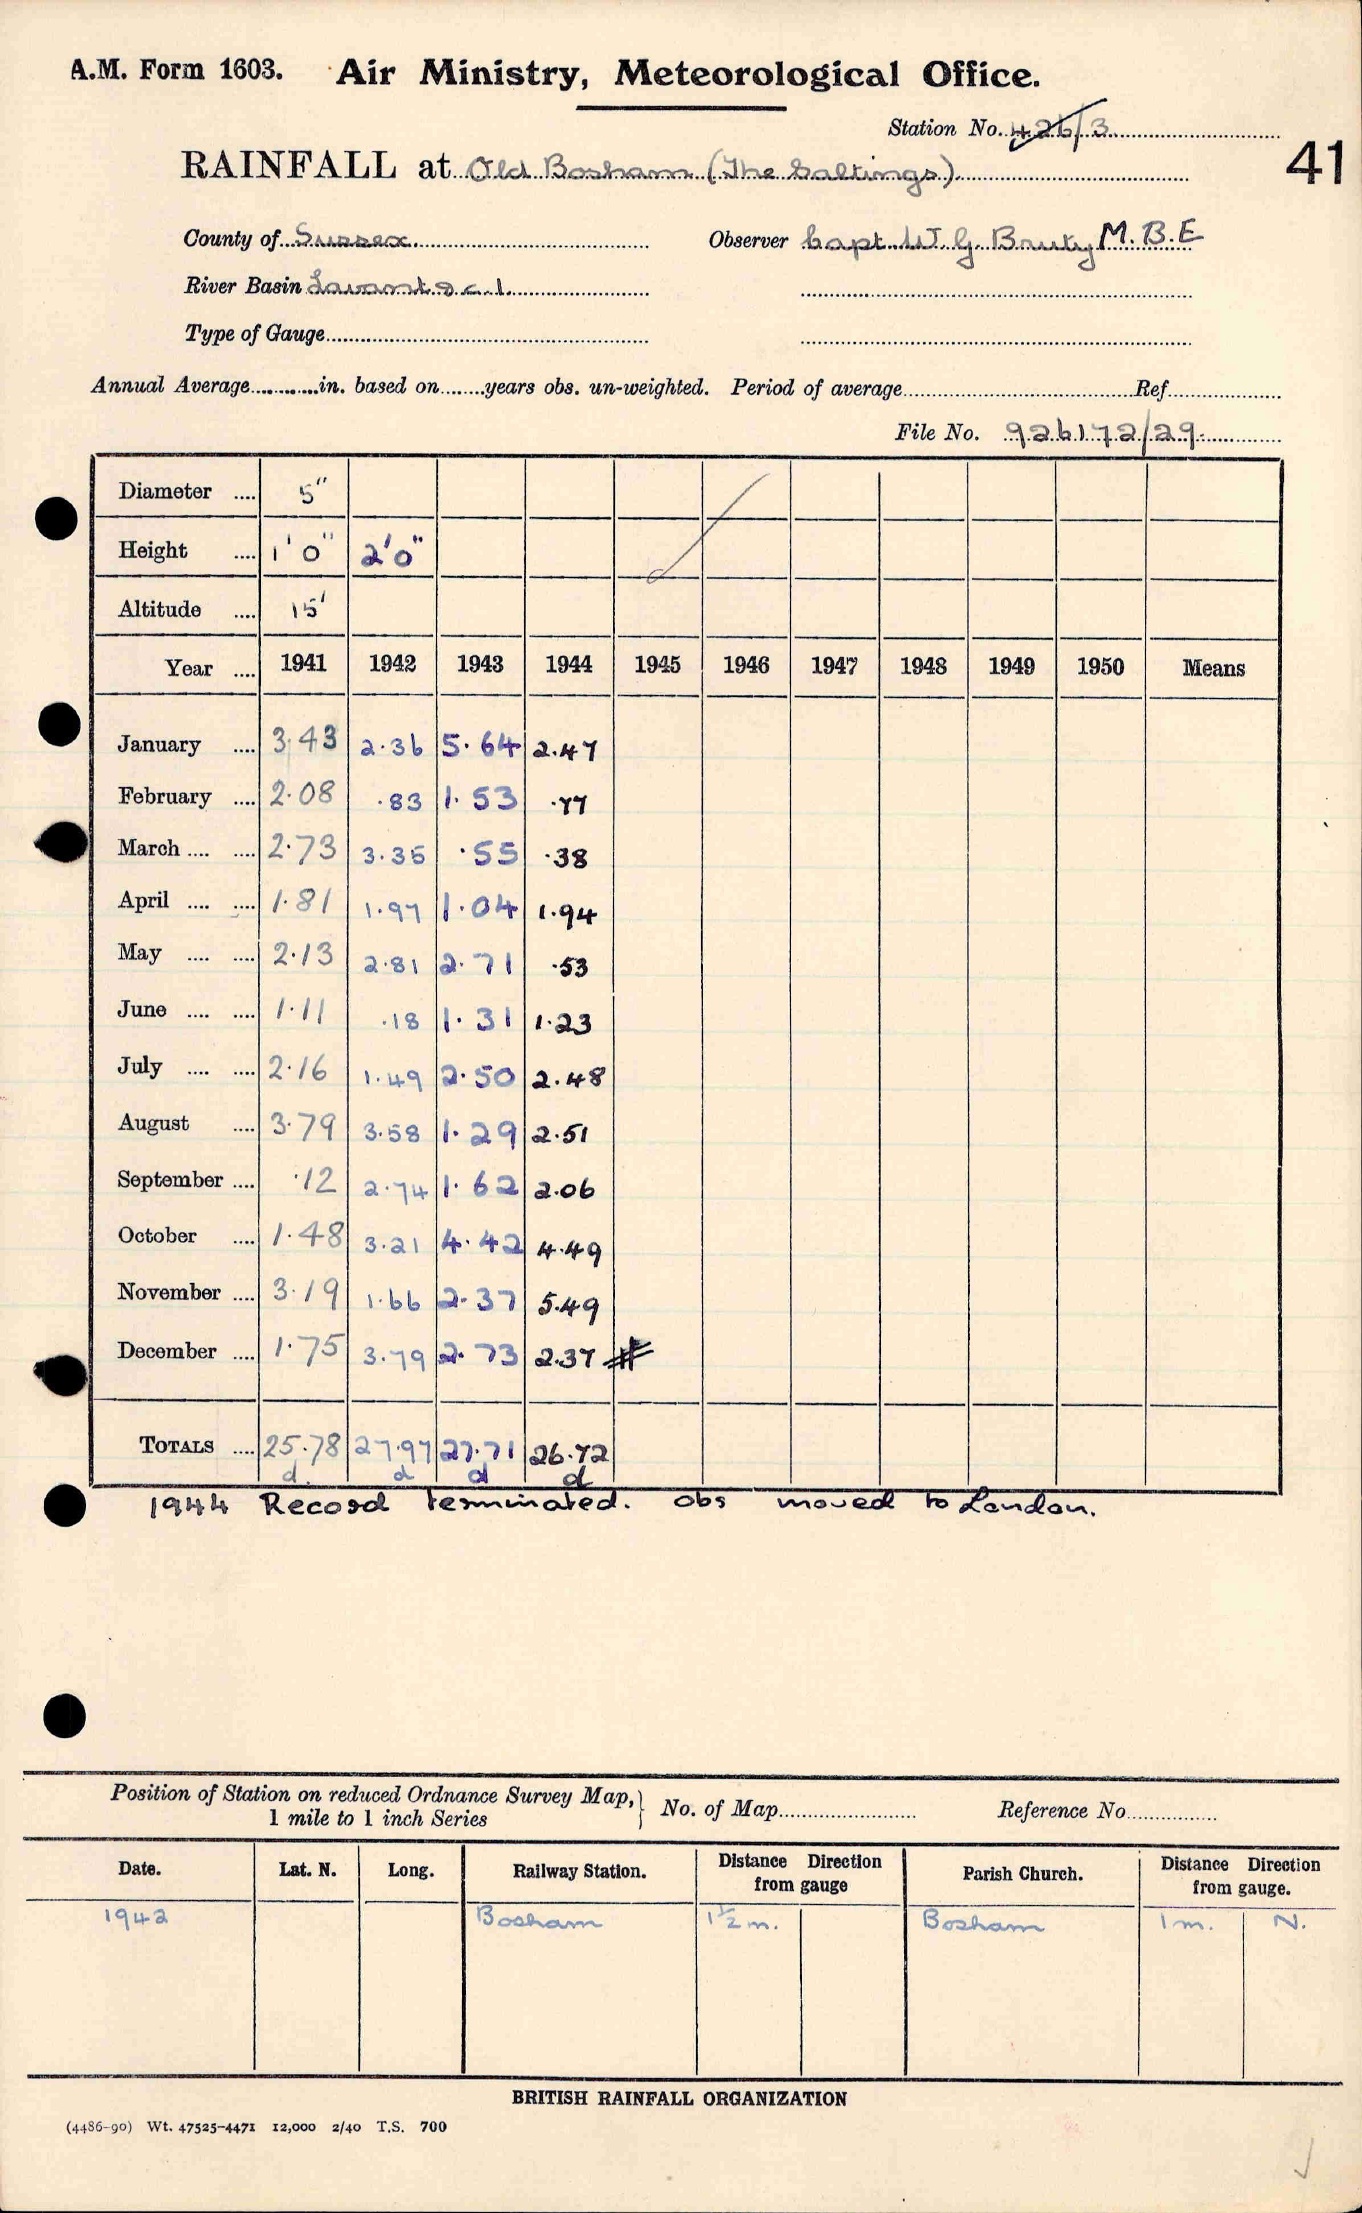 A.M. Form 1603. Air Ministry, Meteorological Office.
Station No. 426/3
41
RAINFALL at Old Bosham (The Saltings)
County of Sussex Observer Capt. W. G. Bruty M.B.E
River Basin Lavant &c.1.
Type of Gauge
Annual Average in. based on years obs. un-weighted. Period of average Ref.
File No. 926172/29.
Diameter .... 5"
Height .... 1'0" 2'0"
Altitude .... 15'
Year .... 1941 1942 1943 1944 1945 1946 1947 1948 1949 1950 Means
January .... 3.43 2.36 5.64 2.47
February .... 2.08 .83 1.53 .77
March .... .... 2.73 3.35 .55 .38
April .... .... 1.81 1.97 1.04 1.94
May .... .... 2.13 2.81 2.71 .53
June .... .... 1.11 .18 1.31 1.23
July .... .... 2.16 1.49 2.50 2.48
August .... 3.79 3.58 1.29 2.51
September .... .12 2.74 1.62 2.06
October .... 1.48 3.21 4.42 4.49
November .... 3.19 1.66 2.37 5.49
December .... 1.75 3.79 2.73 2.37 #
TOTALS .... 25.78 27.97 27.71 26.72
d. d d d
1944 Record terminated. obs moved to London.
Position of Station on reduced Ordnance Survey Map, } No. of Map Reference No.
1 mile to 1 inch Series
Date. Lat. N. Long. Railway Station. Distance Direction from gauge Parish Church. Distance Direction from gauge.
1942 Bosham 1½ m. Bosham 1 m. N.
BRITISH RAINFALL ORGANIZATION
(4486-90) Wt. 47525-4471 12,000 2/40 T.S. 700